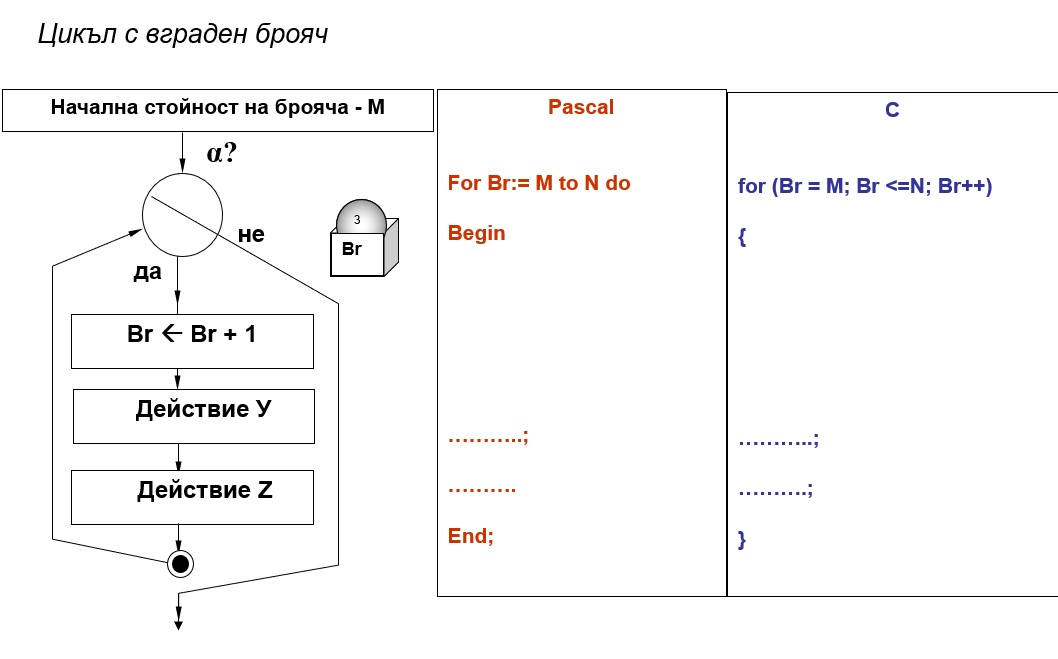 Цикъл с вграден брояч
Начална стойност на брояча - М
α?
не
да
Br ← Br + 1
Действие У
Действие Z
3
Br
Pascal
For Br:= M to N do
Begin
………..;
……….
End;
C
for (Br = M; Br <=N; Br++)
{
………..;
……….;
}